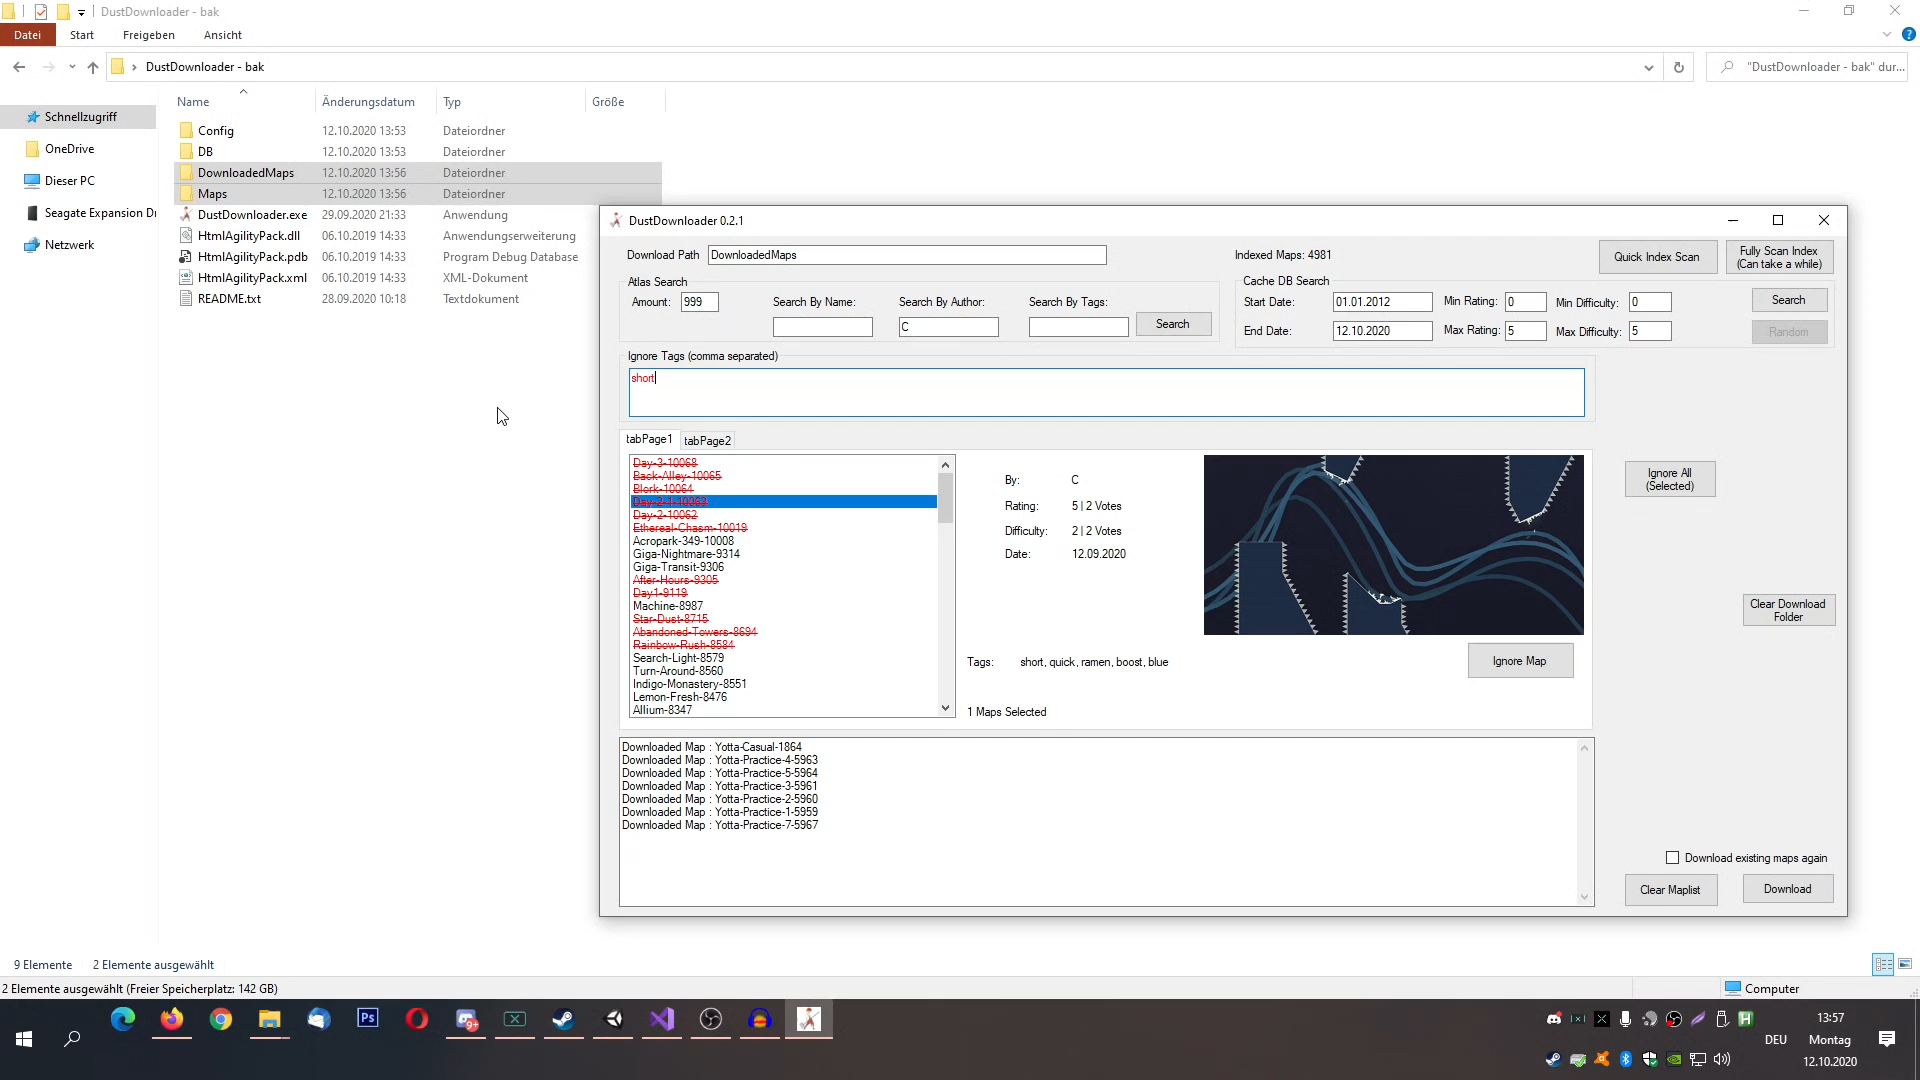 DustDownloader - bak
Datei Start Freigeben Ansicht
DustDownloader - bak
"DustDownloader - bak" dur...
Name Änderungsdatum Typ Größe
Schnellzugriff
OneDrive
Dieser PC
Seagate Expansion Dr
Netzwerk
Config 12.10.2020 13:53 Dateiordner
DB 12.10.2020 13:53 Dateiordner
DownloadedMaps 12.10.2020 13:56 Dateiordner
Maps 12.10.2020 13:56 Dateiordner
DustDownloader.exe 29.09.2020 21:33 Anwendung
HtmlAgilityPack.dll 06.10.2019 14:33 Anwendungserweiterung
HtmlAgilityPack.pdb 06.10.2019 14:33 Program Debug Database
HtmlAgilityPack.xml 06.10.2019 14:33 XML-Dokument
README.txt 28.09.2020 10:18 Textdokument
DustDownloader 0.2.1
Download Path DownloadedMaps
Indexed Maps: 4981
Quick Index Scan
Fully Scan Index
(Can take a while)
Atlas Search
Amount: 999
Search By Name:
Search By Author:
C
Search By Tags:
Search
Cache DB Search
Start Date: 01.01.2012 Min Rating: 0 Min Difficulty: 0 Search
End Date: 12.10.2020 Max Rating: 5 Max Difficulty: 5 Random
Ignore Tags (comma separated)
short
tabPage1 tabPage2
Day-3-10068
Back-Alley-10065
Blork-10064
Day-2-1-10063
Day-2-10062
Ethereal-Chasm-10019
Acropark-349-10008
Giga-Nightmare-9314
Giga-Transit-9306
After-Hours-9305
Day1-9119
Machine-8987
Star-Dust-8715
Abandoned-Towers-8694
Rainbow-Rush-8584
Search-Light-8579
Turn-Around-8560
Indigo-Monastery-8551
Lemon-Fresh-8476
Allium-8347
By: C
Rating: 5 | 2 Votes
Difficulty: 2 | 2 Votes
Date: 12.09.2020
Tags: short, quick, ramen, boost, blue
Ignore Map
1 Maps Selected
Ignore All
(Selected)
Clear Download
Folder
Downloaded Map : Yotta-Casual-1864
Downloaded Map : Yotta-Practice-4-5963
Downloaded Map : Yotta-Practice-5-5964
Downloaded Map : Yotta-Practice-3-5961
Downloaded Map : Yotta-Practice-2-5960
Downloaded Map : Yotta-Practice-1-5959
Downloaded Map : Yotta-Practice-7-5967
Download existing maps again
Clear Maplist
Download
9 Elemente 2 Elemente ausgewählt
2 Elemente ausgewählt (Freier Speicherplatz: 142 GB)
Computer
Ps
9+
DEU
13:57
Montag
12.10.2020